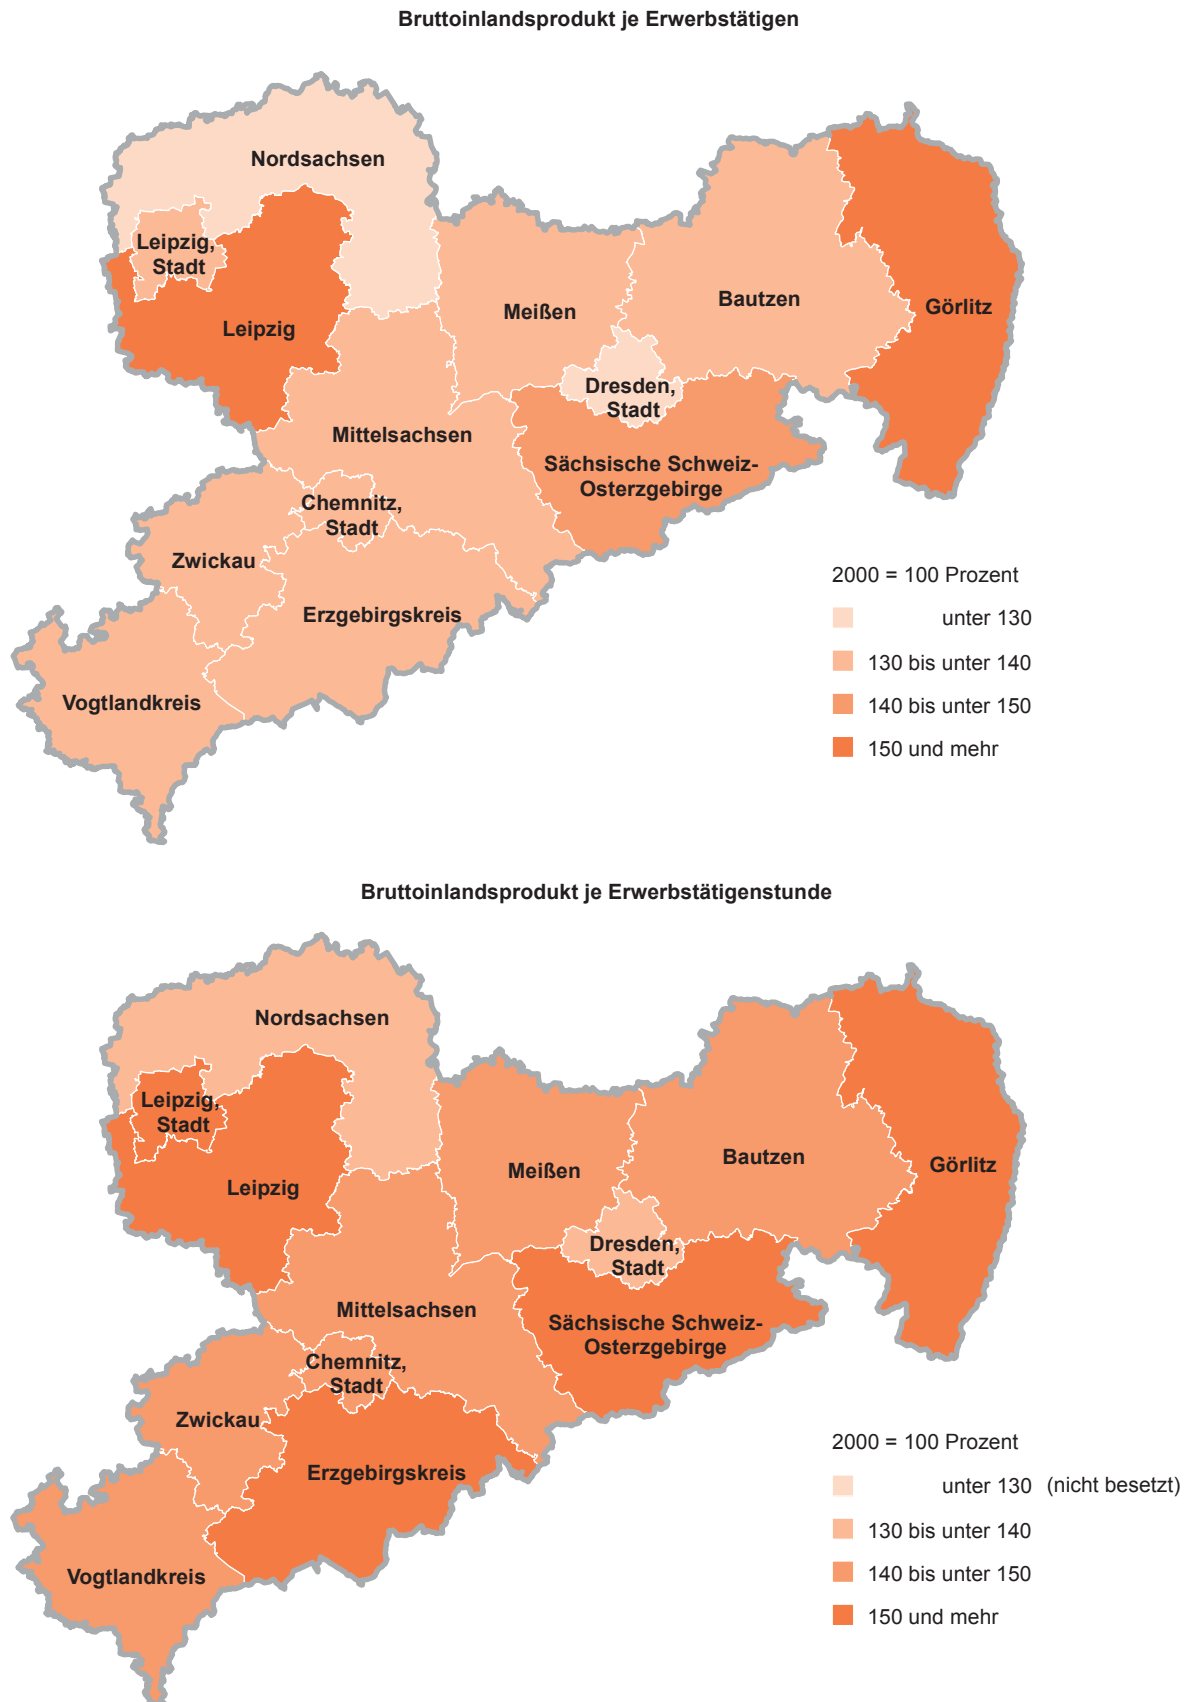 Bruttoinlandsprodukt je Erwerbstätigen
Nordsachsen
Leipzig,
Stadt
Leipzig
Meißen
Bautzen
Görlitz
Dresden,
Stadt
Mittelsachsen
Sächsische Schweiz-
Osterzgebirge
Chemnitz,
Stadt
Zwickau
Erzgebirgskreis
Vogtlandkreis
2000 = 100 Prozent
unter 130
130 bis unter 140
140 bis unter 150
150 und mehr
Bruttoinlandsprodukt je Erwerbstätigenstunde
Nordsachsen
Leipzig,
Stadt
Leipzig
Meißen
Bautzen
Görlitz
Dresden,
Stadt
Mittelsachsen
Sächsische Schweiz-
Osterzgebirge
Chemnitz,
Stadt
Zwickau
Erzgebirgskreis
Vogtlandkreis
2000 = 100 Prozent
unter 130 (nicht besetzt)
130 bis unter 140
140 bis unter 150
150 und mehr